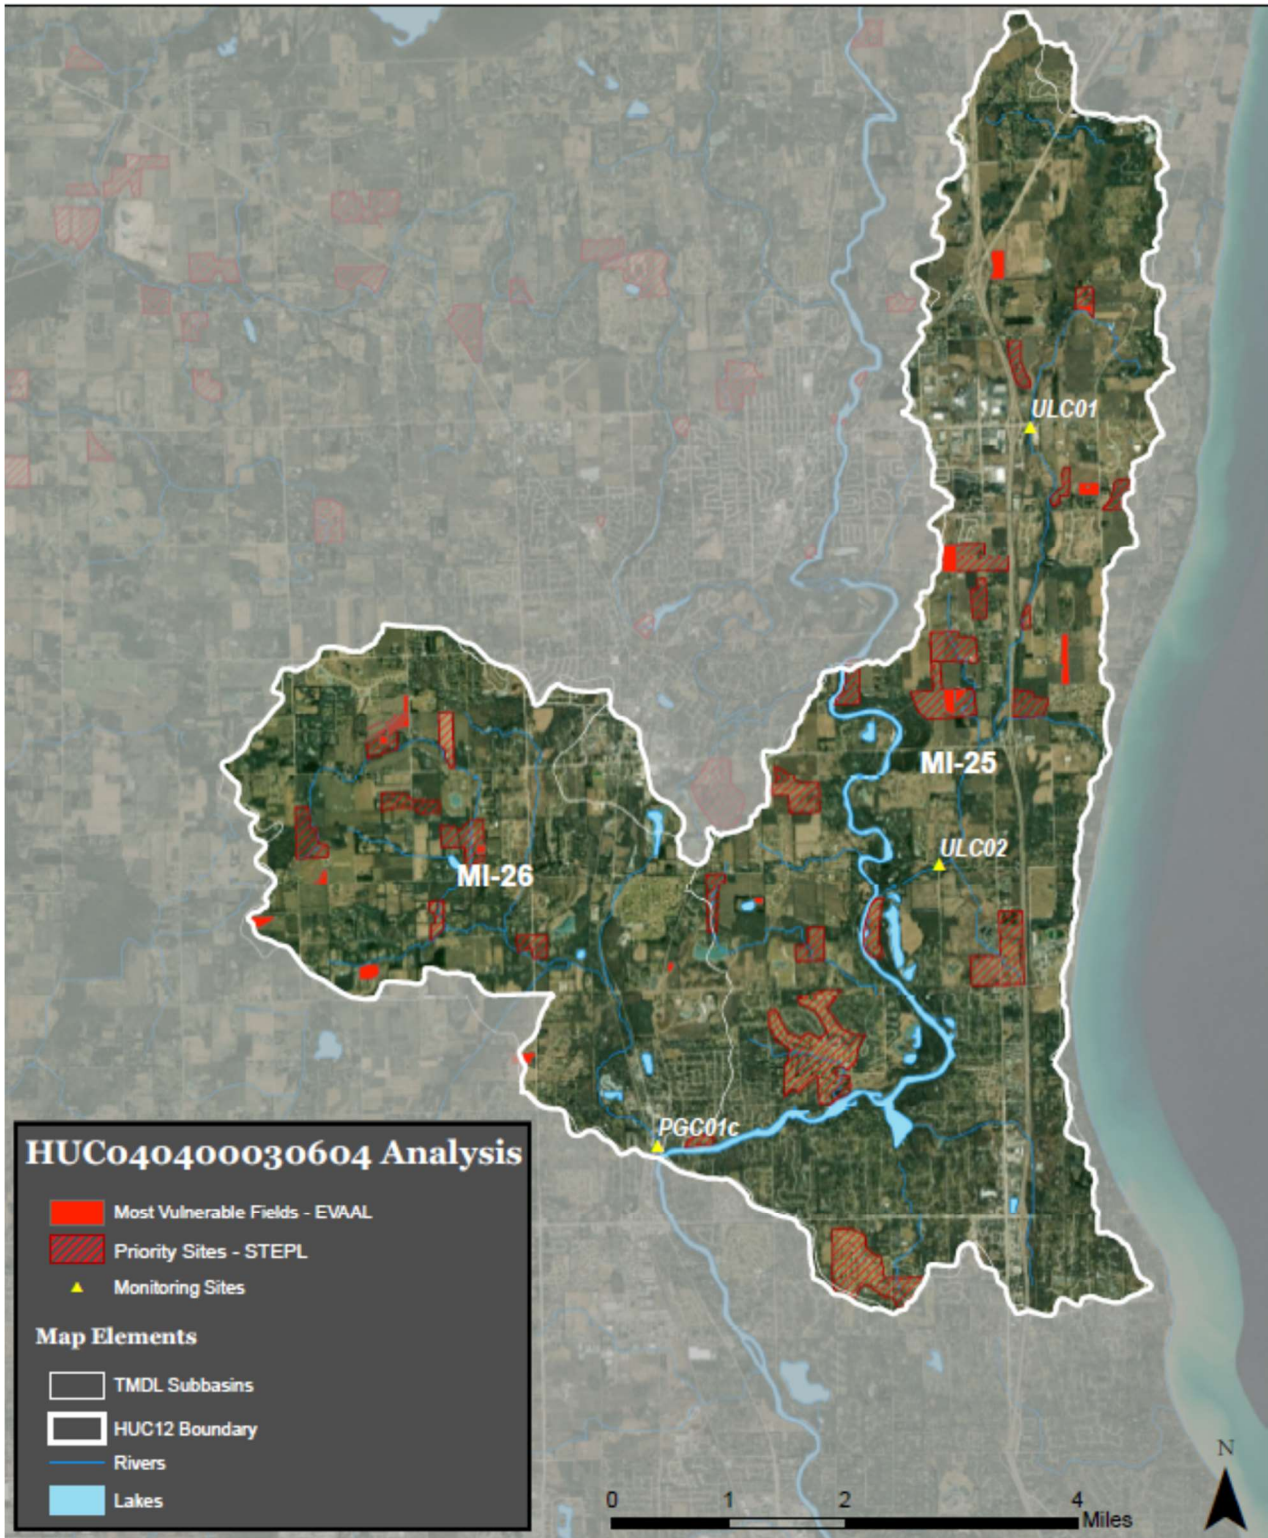 ULC01
MI-25
ULC02
MI-26
PGC01c
HUC040400030604 Analysis
Most Vulnerable Fields - EVAAL
Priority Sites - STEPL
Monitoring Sites
Map Elements
TMDL Subbasins
HUC12 Boundary
Rivers
Lakes
N
0 1 2 4
Miles